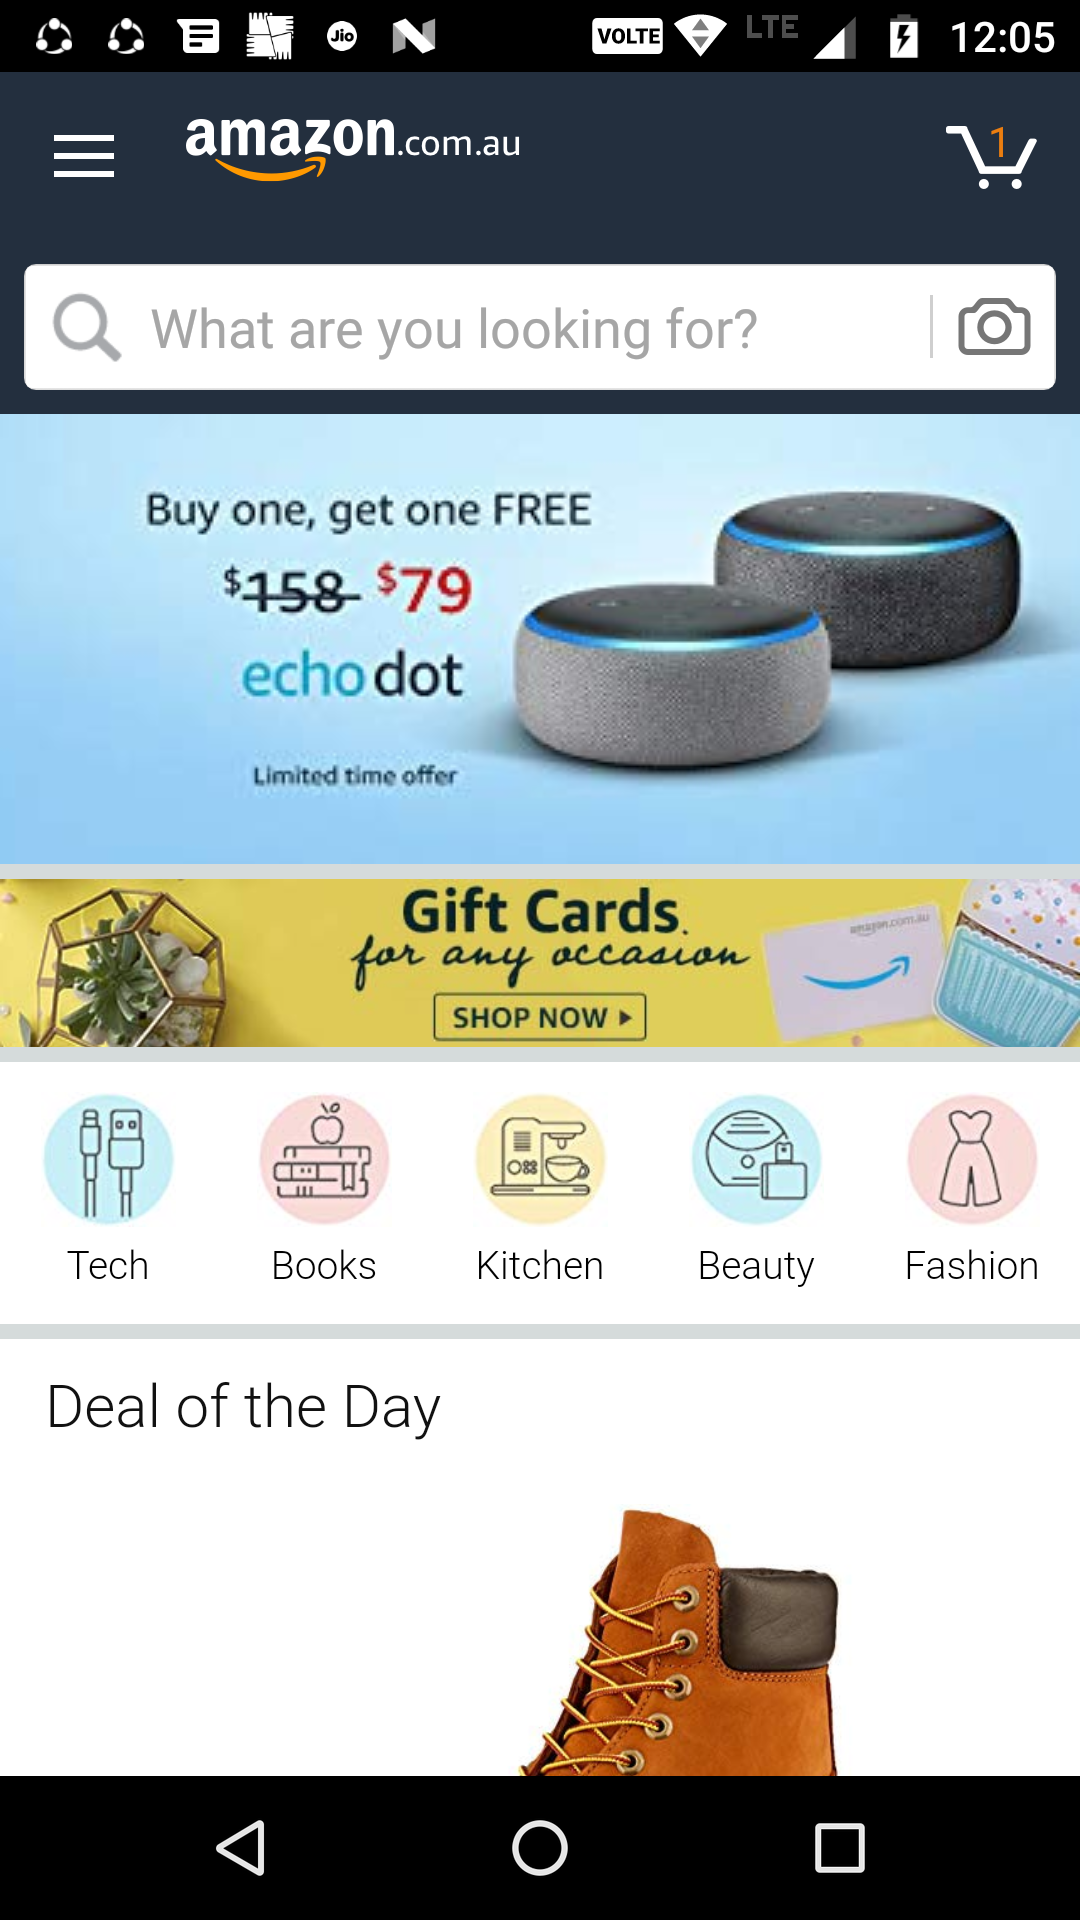 Jio
VOLTE
LTE
12:05
amazon.com.au
1
What are you looking for?
Buy one, get one FREE
$158 $79
echo dot
Limited time offer
Gift Cards
for any occasion
amazon.com.au
SHOP NOW
Tech
Books
Kitchen
Beauty
Fashion
Deal of the Day